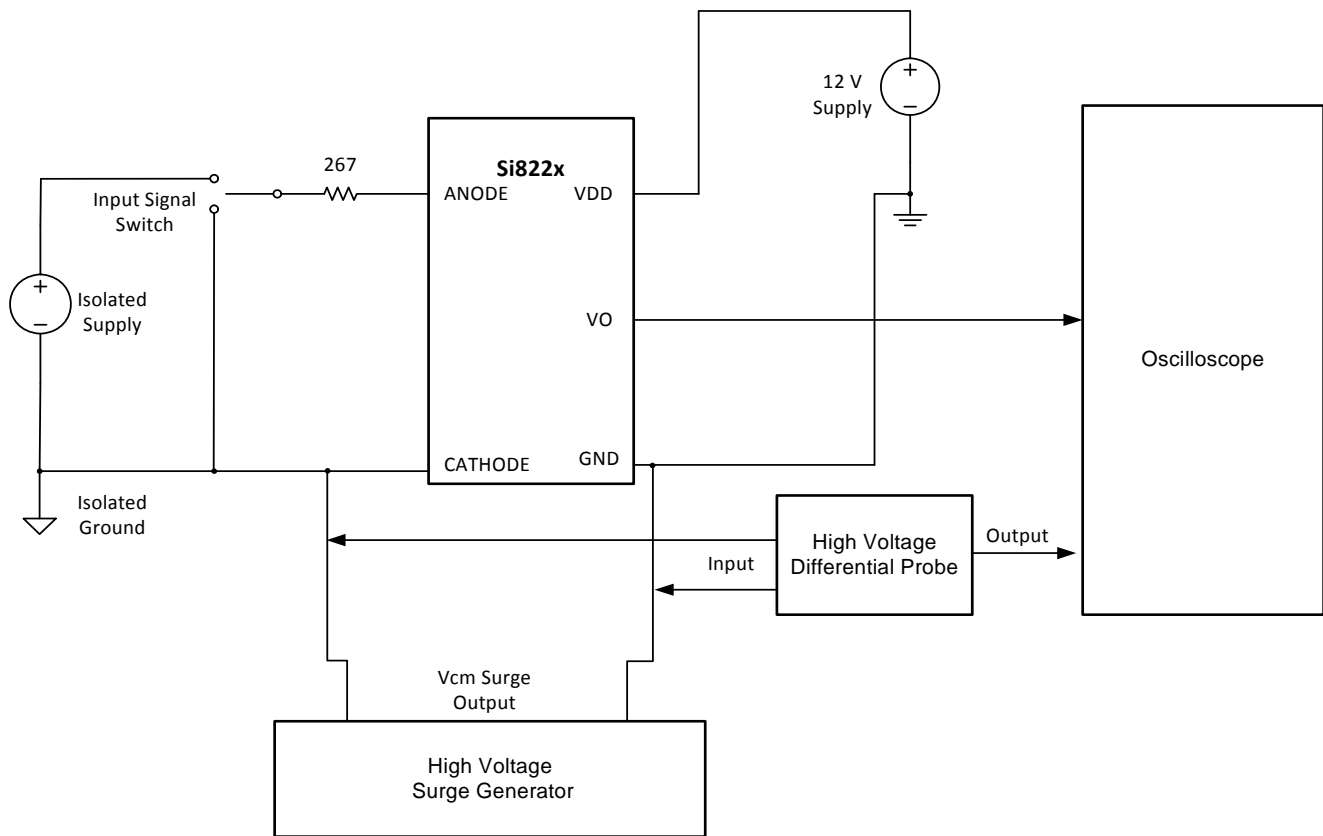 12 V
Supply
+
−
Si822x
267
ANODE
VDD
Input Signal
Switch
+
−
Isolated
Supply
VO
Oscilloscope
CATHODE
GND
Isolated
Ground
High Voltage
Differential Probe
Output
Input
Vcm Surge
Output
High Voltage
Surge Generator